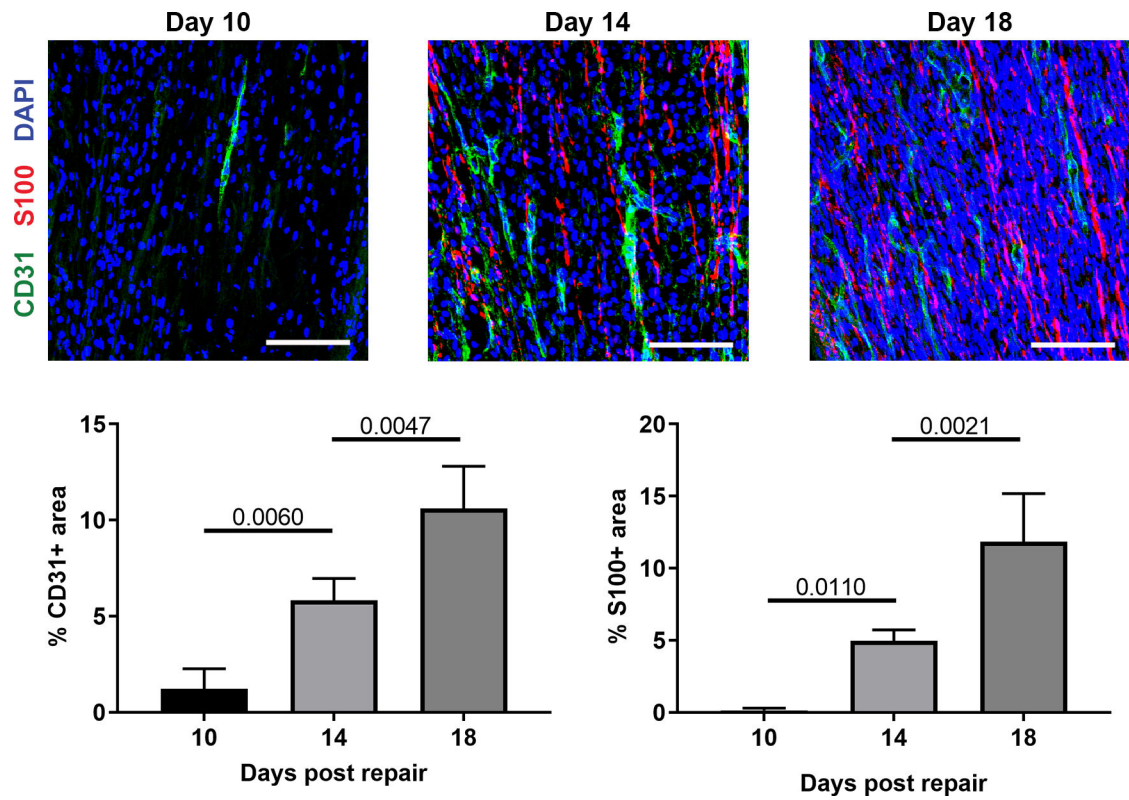 Day 10
Day 14
Day 18
CD31 S100 DAPI
15
10
5
0
% CD31+ area
0.0060
0.0047
10
14
18
Days post repair
20
15
10
5
0
% S100+ area
0.0110
0.0021
10
14
18
Days post repair